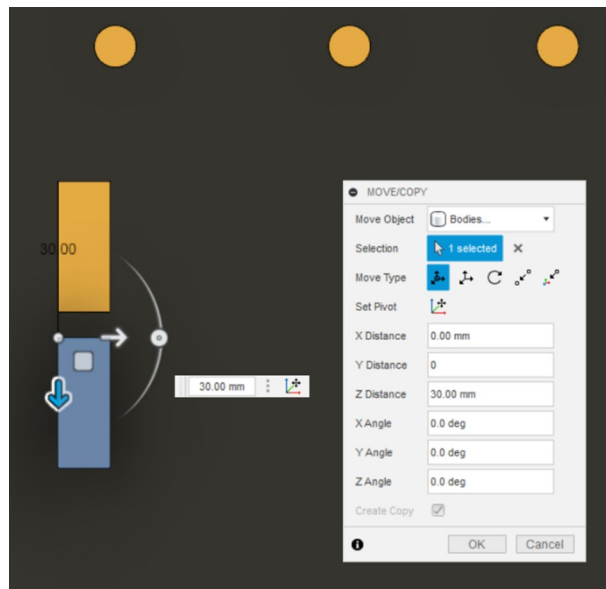 MOVE/COPY
Move Object Bodies...
Selection 1 selected
30.00
Move Type
Set Pivot
X Distance 0.00 mm
Y Distance 0
30.00 mm
Z Distance 30.00 mm
X Angle 0.0 deg
Y Angle 0.0 deg
Z Angle 0.0 deg
Create Copy
OK Cancel